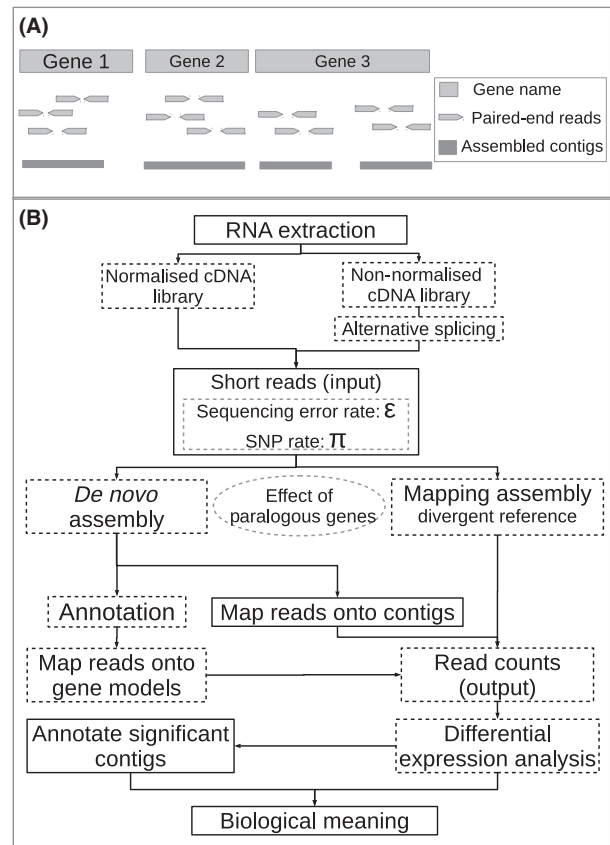 (A)
Gene 1
Gene 2
Gene 3
Gene name
Paired-end reads
Assembled contigs
(B)
RNA extraction
Normalised cDNA
library
Non-normalised
cDNA library
Alternative splicing
Short reads (input)
Sequencing error rate: ε
SNP rate: π
De novo
assembly
Effect of
paralogous genes
Mapping assembly
divergent reference
Annotation
Map reads onto contigs
Map reads onto
gene models
Read counts
(output)
Annotate significant
contigs
Differential
expression analysis
Biological meaning